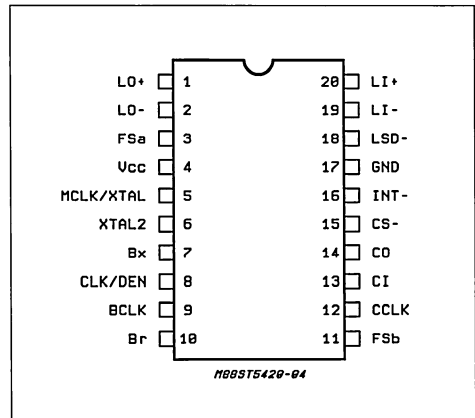 LO+ 1 20 LI+
LO- 2 19 LI-
FSa 3 18 LSD-
Vcc 4 17 GND
MCLK/XTAL 5 16 INT-
XTAL2 6 15 CS-
Bx 7 14 CO
CLK/DEN 8 13 CI
BCLK 9 12 CCLK
Br 10 11 FSb
M88ST5420-04